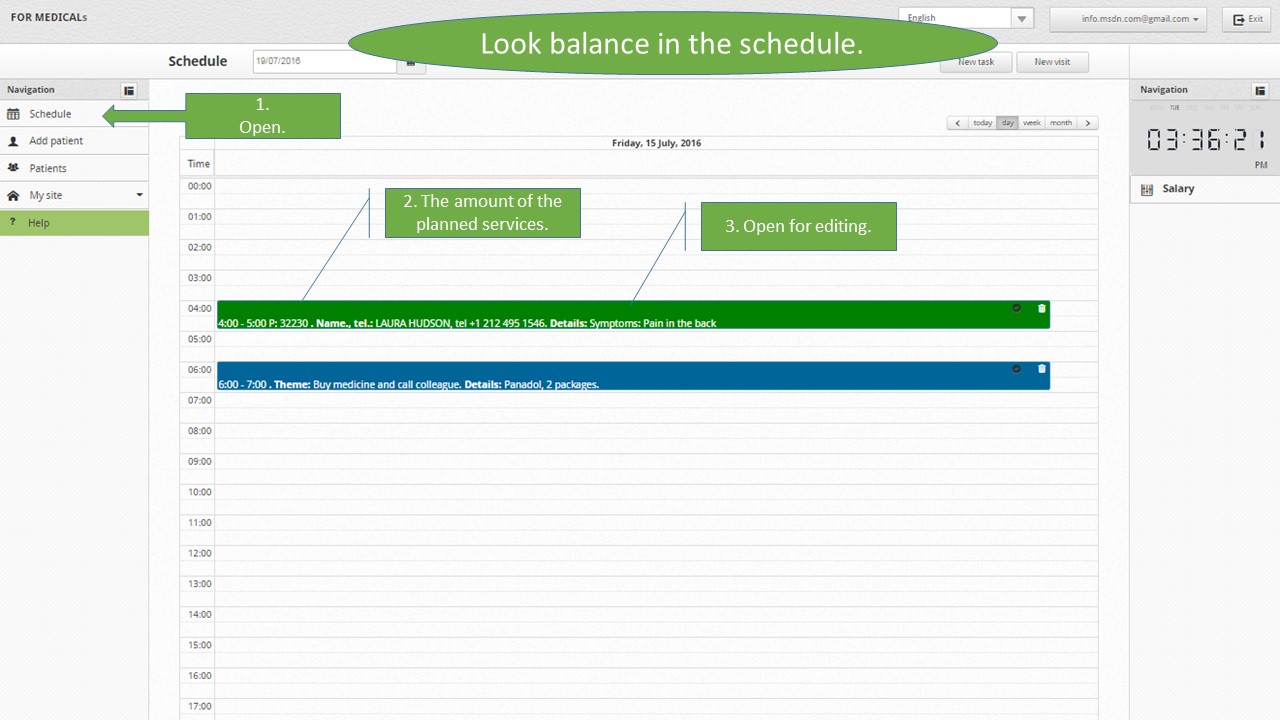 FOR MEDICALs
English
info.msdn.com@gmail.com
Exit
Look balance in the schedule.
Schedule
19/07/2016
New task
New visit
Navigation
Schedule
Add patient
Patients
My site
? Help
1.
Open.
today
day
week
month
Friday, 15 July, 2016
Time
00:00
01:00
02:00
03:00
04:00
05:00
06:00
07:00
08:00
09:00
10:00
11:00
12:00
13:00
14:00
15:00
16:00
17:00
2. The amount of the
planned services.
3. Open for editing.
4:00 - 5:00 P: 32230 . Name., tel.: LAURA HUDSON, tel +1 212 495 1546. Details: Symptoms: Pain in the back
6:00 - 7:00 . Theme: Buy medicine and call colleague. Details: Panadol, 2 packages.
Navigation
TUE
03:36:21
PM
Salary